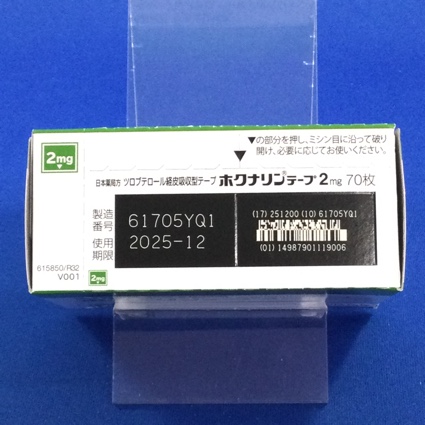 2mg
▼の部分を押し、ミシン目に沿って破り
開け、必要に応じてお使いください。
日本薬局方 ツロブテロール経皮吸収型テープ ホクナリン®テープ2mg 70枚
製造番号 61705YQ1
使用期限 2025-12
(17) 251200 (10) 61705YQ1
(01) 14987901119006
615850/R32
V001
2mg